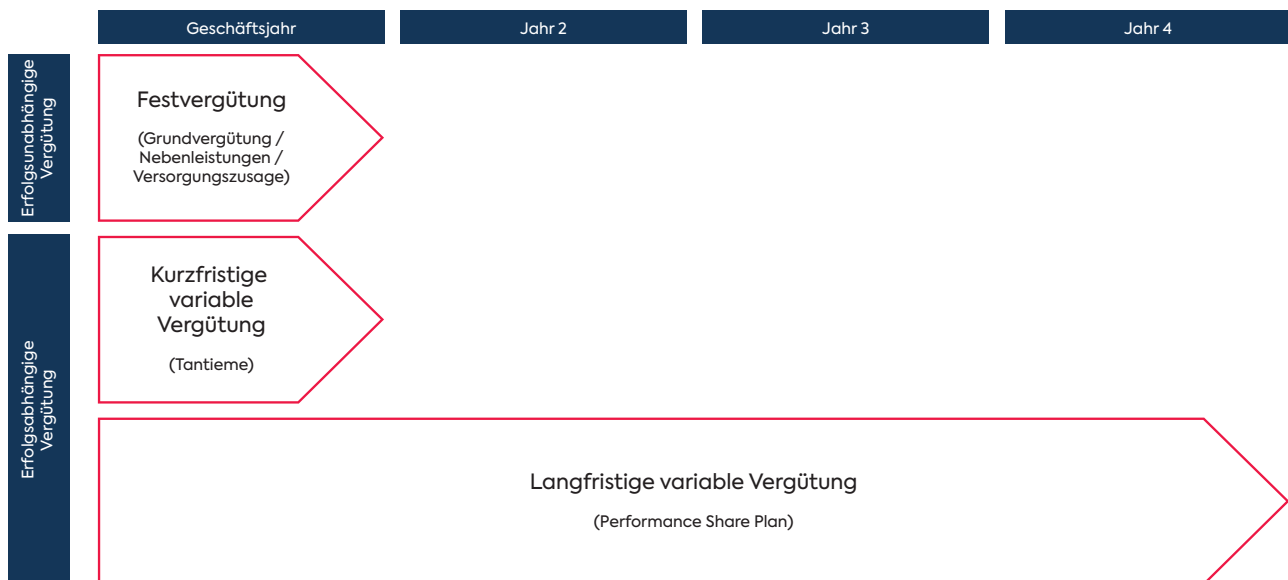 Geschäftsjahr
Jahr 2
Jahr 3
Jahr 4
Erfolgsunabhängige
Vergütung
Festvergütung
(Grundvergütung /
Nebenleistungen /
Versorgungszusage)
Erfolgsabhängige
Vergütung
Kurzfristige
variable
Vergütung
(Tantieme)
Langfristige variable Vergütung
(Performance Share Plan)